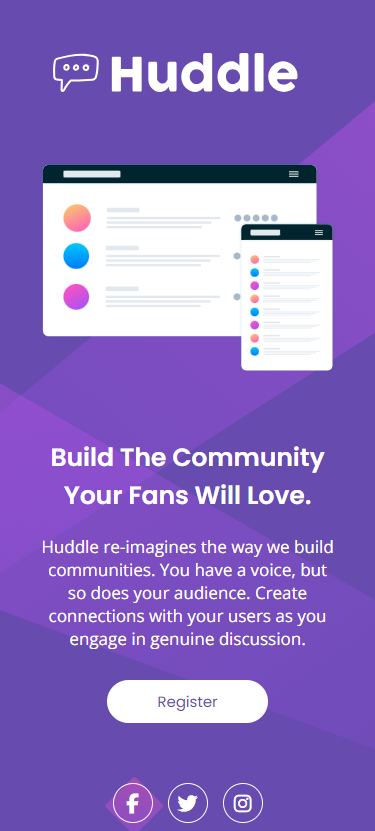 Huddle
Build The Community
Your Fans Will Love.
Huddle re-imagines the way we build
communities. You have a voice, but
so does your audience. Create
connections with your users as you
engage in genuine discussion.
Register